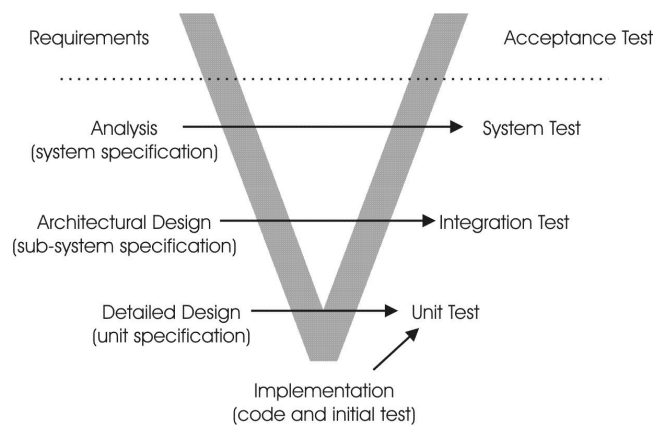 Requirements
Acceptance Test
Analysis
(system specification)
System Test
Architectural Design
(sub-system specification)
Integration Test
Detailed Design
(unit specification)
Unit Test
Implementation
(code and initial test)